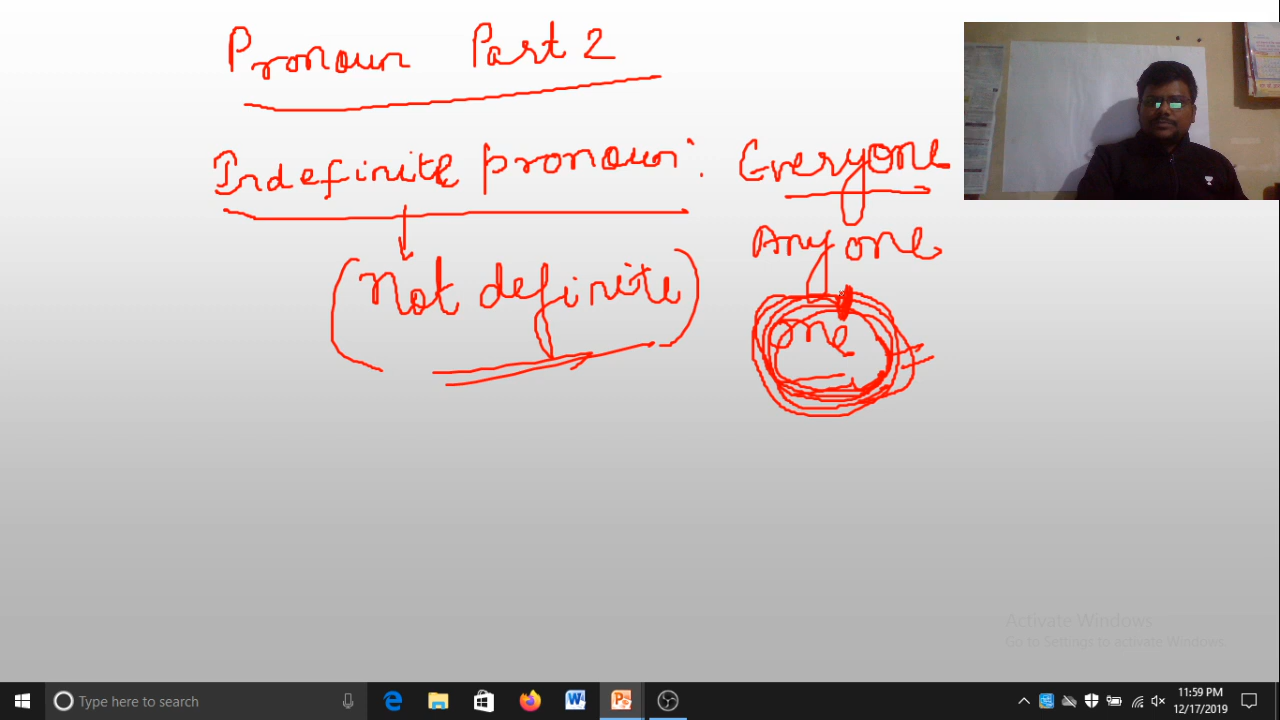 Pronoun Part 2
Indefinite pronoun: Everyone
Anyone
(Not definite)
One
Activate Windows
Go to Settings to activate Windows.
Type here to search
11:59 PM
12/17/2019